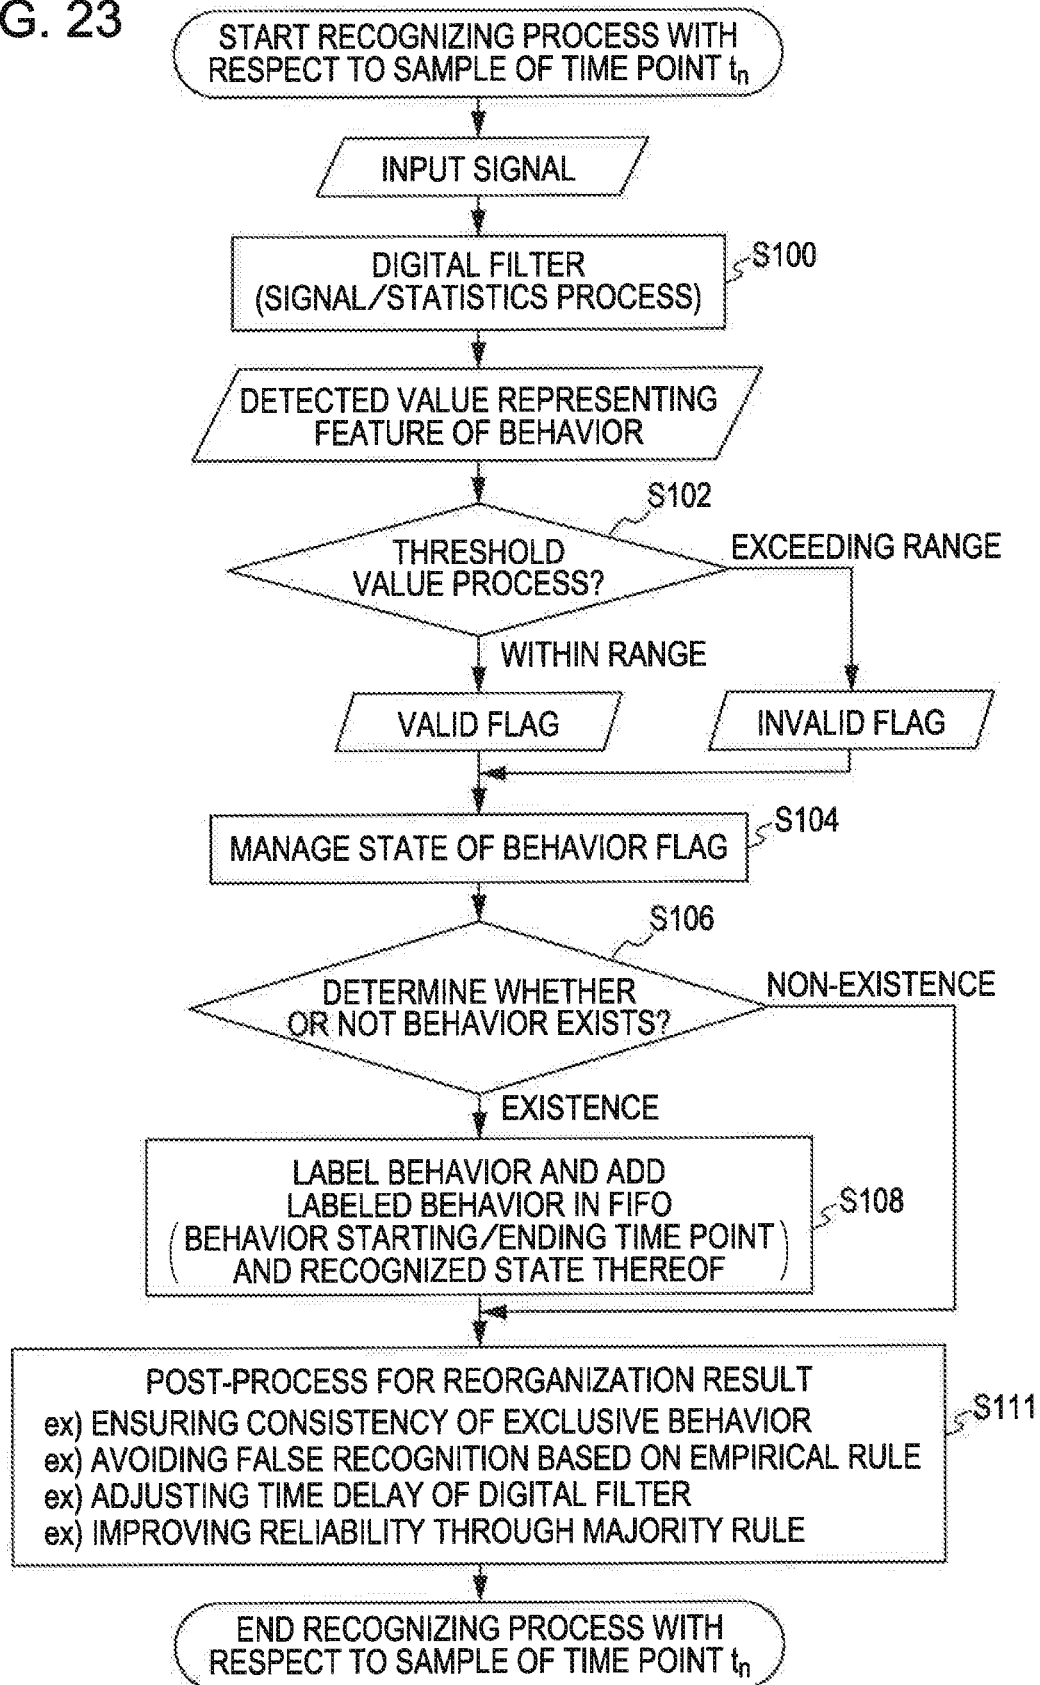 G. 23
START RECOGNIZING PROCESS WITH
RESPECT TO SAMPLE OF TIME POINT tn
INPUT SIGNAL
DIGITAL FILTER
(SIGNAL/STATISTICS PROCESS)
S100
DETECTED VALUE REPRESENTING
FEATURE OF BEHAVIOR
S102
THRESHOLD
VALUE PROCESS?
EXCEEDING RANGE
WITHIN RANGE
VALID FLAG
INVALID FLAG
MANAGE STATE OF BEHAVIOR FLAG
S104
S106
DETERMINE WHETHER
OR NOT BEHAVIOR EXISTS?
NON-EXISTENCE
EXISTENCE
LABEL BEHAVIOR AND ADD
LABELED BEHAVIOR IN FIFO
(BEHAVIOR STARTING/ENDING TIME POINT
AND RECOGNIZED STATE THEREOF)
S108
POST-PROCESS FOR REORGANIZATION RESULT
ex) ENSURING CONSISTENCY OF EXCLUSIVE BEHAVIOR
ex) AVOIDING FALSE RECOGNITION BASED ON EMPIRICAL RULE
ex) ADJUSTING TIME DELAY OF DIGITAL FILTER
ex) IMPROVING RELIABILITY THROUGH MAJORITY RULE
S111
END RECOGNIZING PROCESS WITH
RESPECT TO SAMPLE OF TIME POINT tn